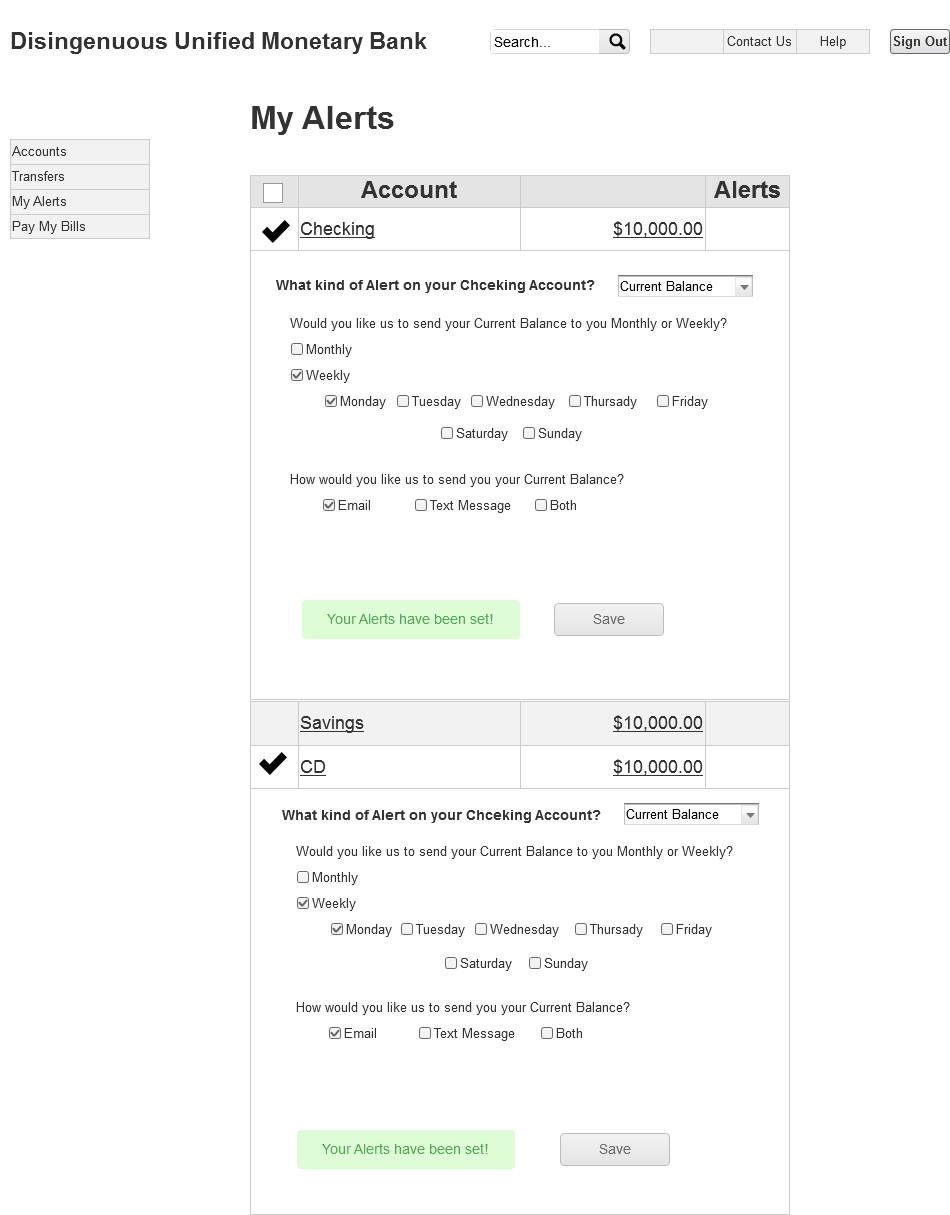 Disingenuous Unified Monetary Bank
Search...
Contact Us Help
Sign Out
My Alerts
Accounts
Transfers
My Alerts
Pay My Bills
Account Alerts
Checking $10,000.00
What kind of Alert on your Chceking Account? Current Balance
Would you like us to send your Current Balance to you Monthly or Weekly?
Monthly
Weekly
Monday Tuesday Wednesday Thursady Friday
Saturday Sunday
How would you like us to send you your Current Balance?
Email Text Message Both
Your Alerts have been set! Save
Savings $10,000.00
CD $10,000.00
What kind of Alert on your Chceking Account? Current Balance
Would you like us to send your Current Balance to you Monthly or Weekly?
Monthly
Weekly
Monday Tuesday Wednesday Thursady Friday
Saturday Sunday
How would you like us to send you your Current Balance?
Email Text Message Both
Your Alerts have been set! Save